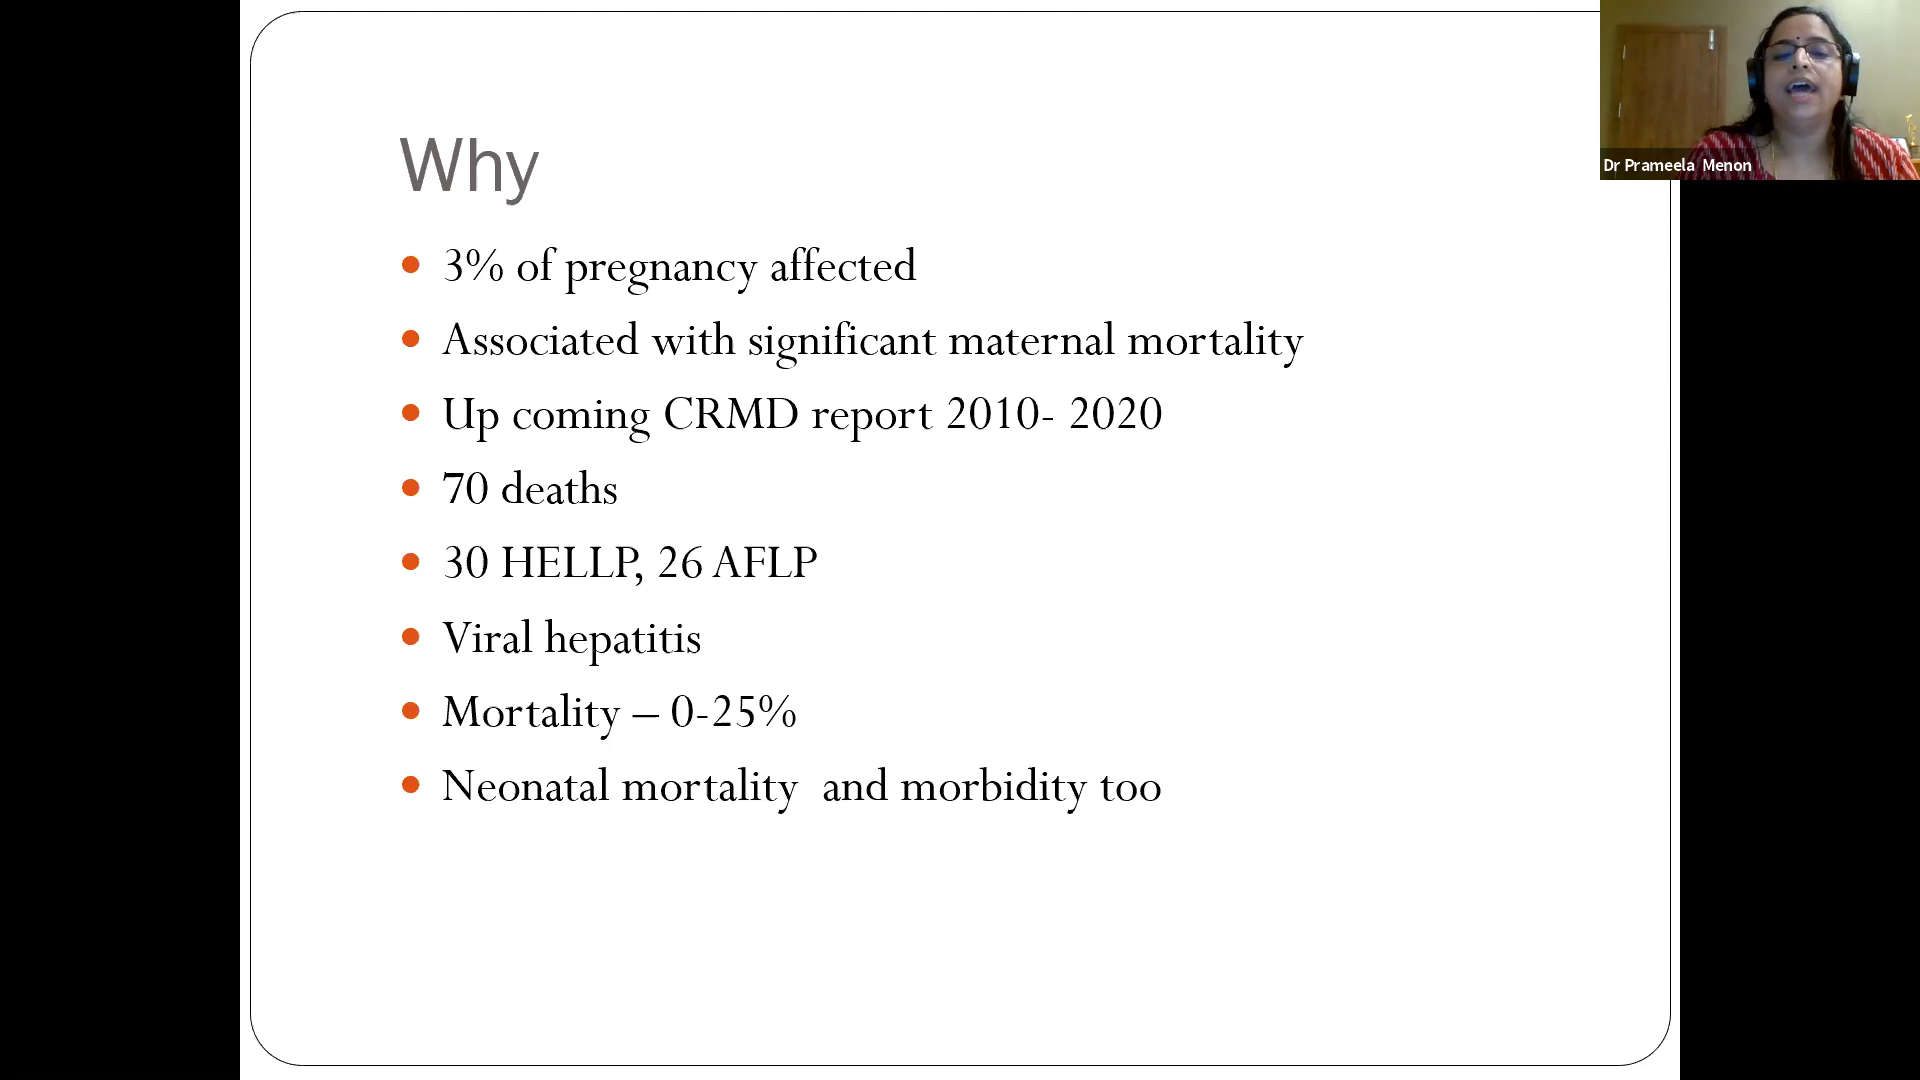 Why
3% of pregnancy affected
Associated with significant maternal mortality
Up coming CRMD report 2010- 2020
70 deaths
30 HELLP, 26 AFLP
Viral hepatitis
Mortality – 0-25%
Neonatal mortality  and morbidity too
Dr Prameela  Menon